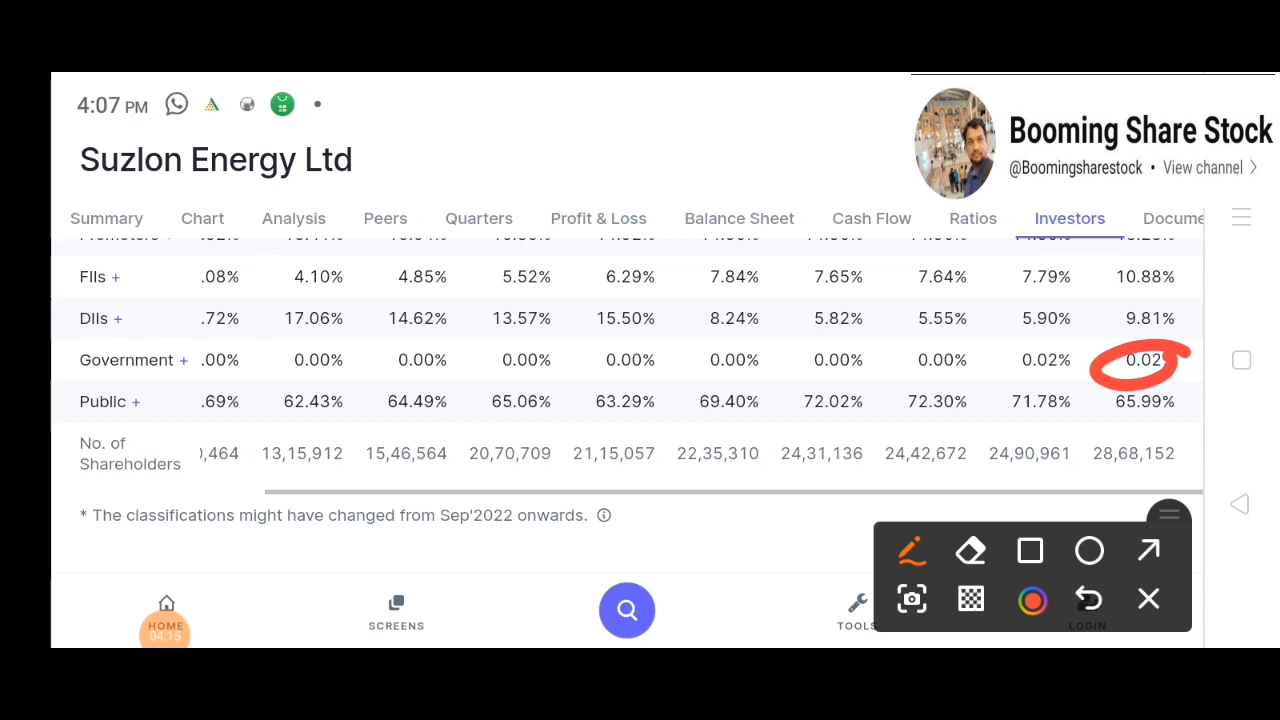 4:07 PM
Booming Share Stock
@Boomingsharestock • View channel >
Suzlon Energy Ltd
Summary Chart Analysis Peers Quarters Profit & Loss Balance Sheet Cash Flow Ratios Investors Docume
FIIs + .08% 4.10% 4.85% 5.52% 6.29% 7.84% 7.65% 7.64% 7.79% 10.88%
DIIs + .72% 17.06% 14.62% 13.57% 15.50% 8.24% 5.82% 5.55% 5.90% 9.81%
Government + .00% 0.00% 0.00% 0.00% 0.00% 0.00% 0.00% 0.00% 0.02% 0.02
Public + .69% 62.43% 64.49% 65.06% 63.29% 69.40% 72.02% 72.30% 71.78% 65.99%
No. of
Shareholders ,464 13,15,912 15,46,564 20,70,709 21,15,057 22,35,310 24,31,136 24,42,672 24,90,961 28,68,152
* The classifications might have changed from Sep'2022 onwards.
HOME SCREENS TOOLS LOGIN
04:15